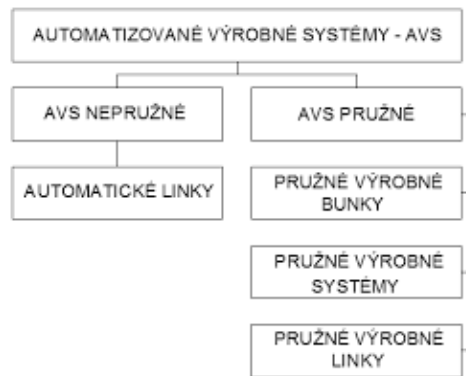 AUTOMATIZOVANÉ VÝROBNÉ SYSTÉMY - AVS
AVS NEPRUŽNÉ
AVS PRUŽNÉ
AUTOMATICKÉ LINKY
PRUŽNÉ VÝROBNÉ
BUNKY
PRUŽNÉ VÝROBNÉ
SYSTÉMY
PRUŽNÉ VÝROBNÉ
LINKY